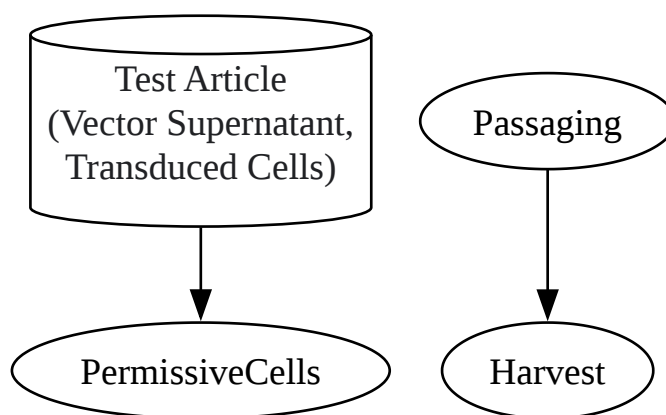 Test Article
(Vector Supernatant,
Transduced Cells)
Passaging
PermissiveCells
Harvest